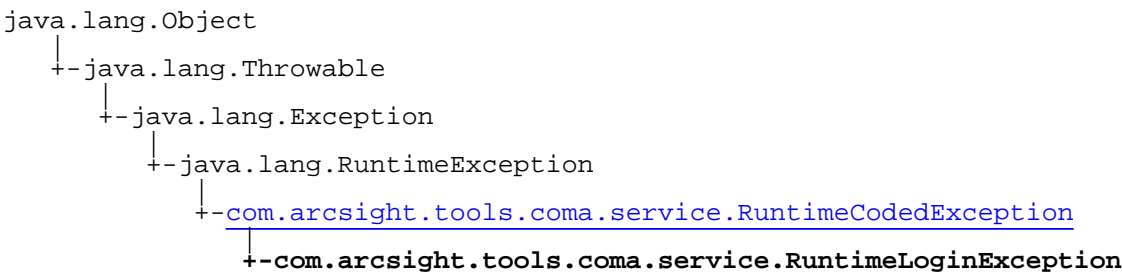 java.lang.Object
+-java.lang.Throwable
+-java.lang.Exception
+-java.lang.RuntimeException
+-com.arcsight.tools.coma.service.RuntimeCodedException
+-com.arcsight.tools.coma.service.RuntimeLoginException